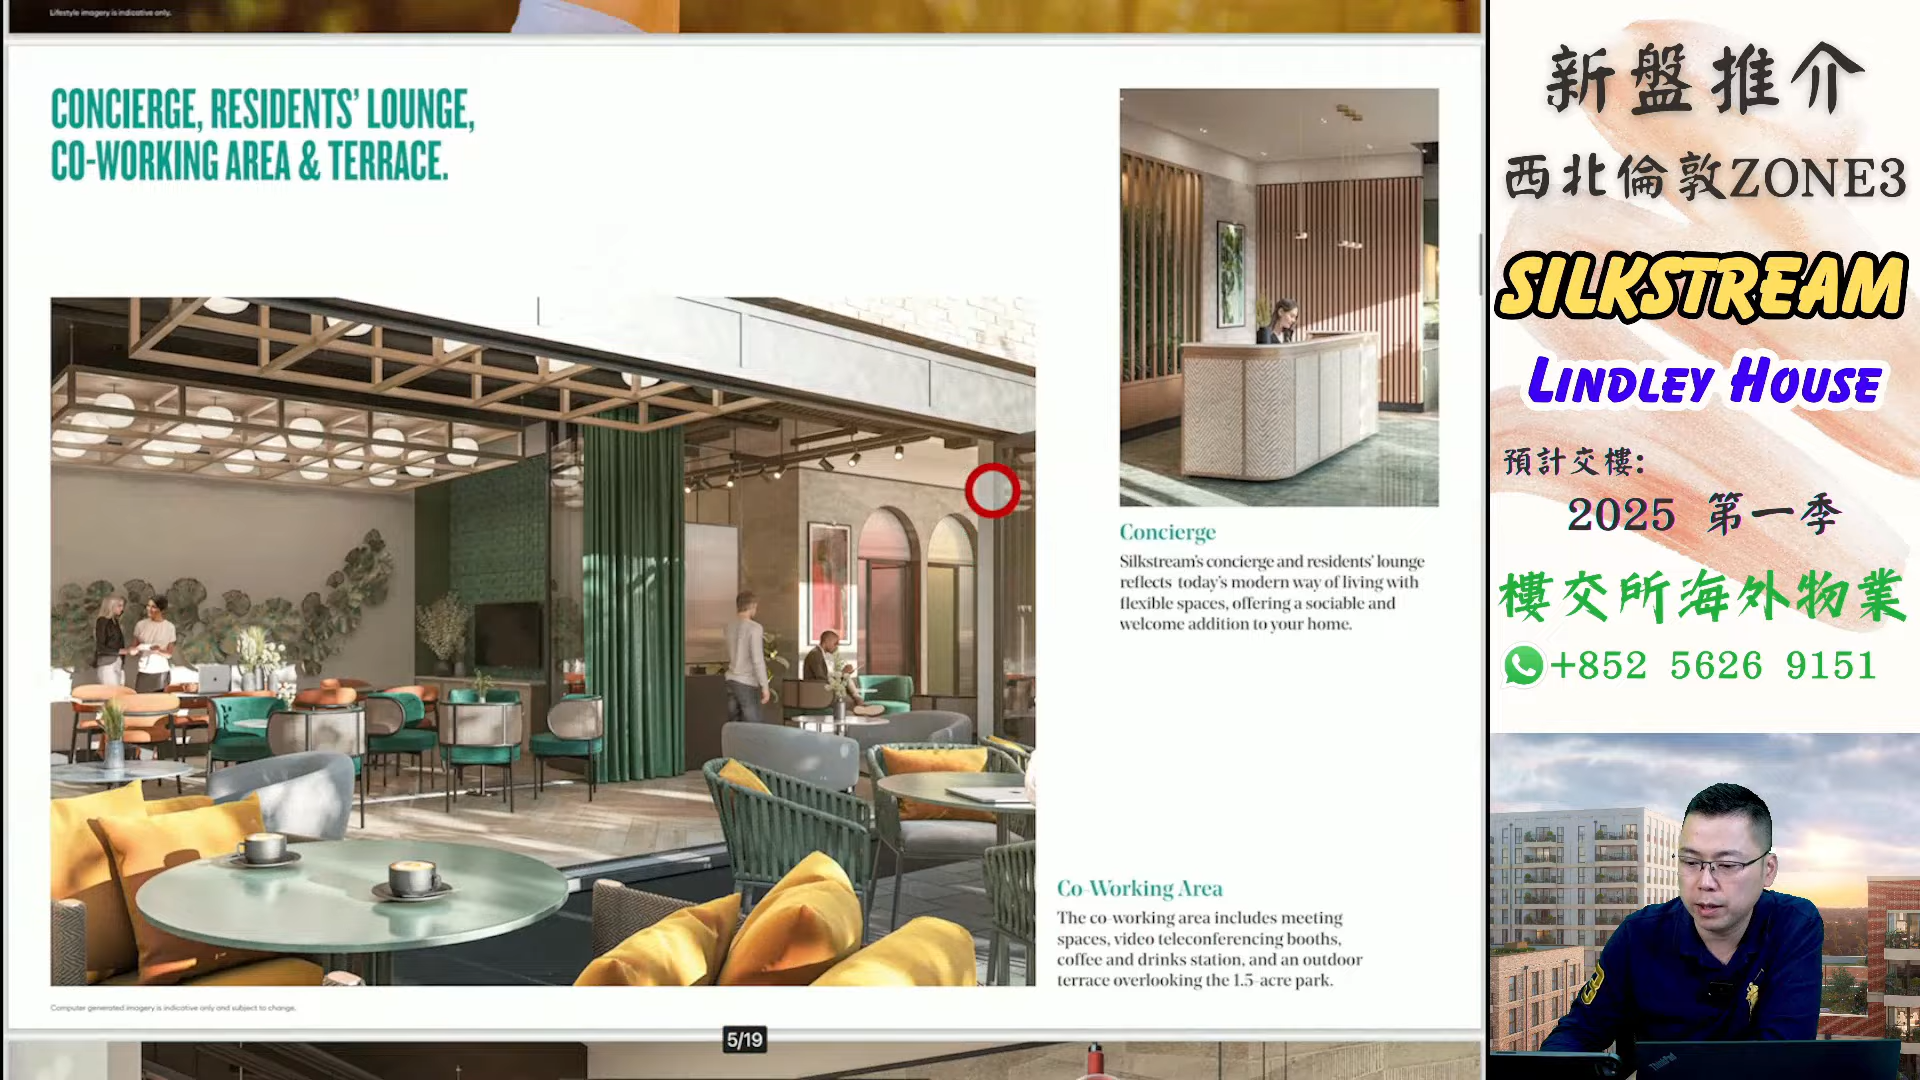 Lifestyle imagery is indicative only.
CONCIERGE, RESIDENTS' LOUNGE,
CO-WORKING AREA & TERRACE.
Concierge
Silkstream's concierge and residents' lounge
reflects today's modern way of living with
flexible spaces, offering a sociable and
welcome addition to your home.
Co-Working Area
The co-working area includes meeting
spaces, video teleconferencing booths,
coffee and drinks station, and an outdoor
terrace overlooking the 1.5-acre park.
Computer generated imagery is indicative only and subject to change.
5/19
新盤推介
西北倫敦ZONE3
SILKSTREAM
LINDLEY HOUSE
預計交樓:
2025 第一季
樓交所海外物業
+852 5626 9151
ThinkPad